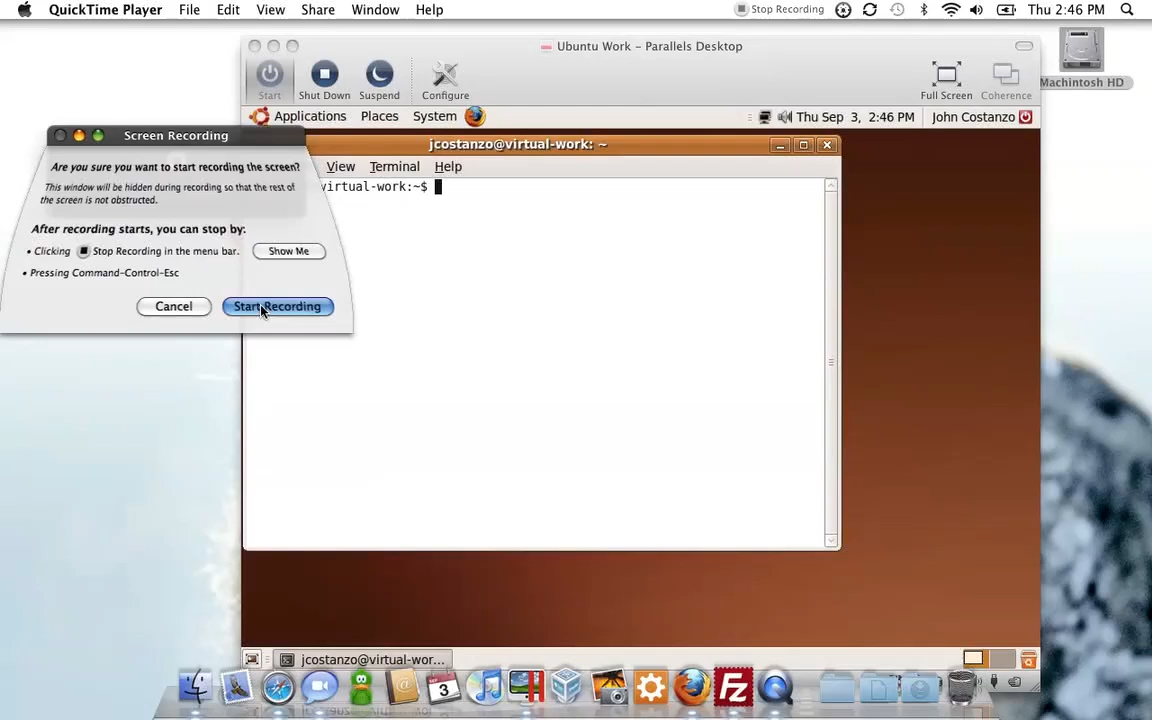 QuickTime Player File Edit View Share Window Help Stop Recording Thu 2:46 PM
Ubuntu Work – Parallels Desktop
Start Shut Down Suspend Configure Full Screen Coherence
Macintosh HD
Applications Places System Thu Sep 3, 2:46 PM John Costanzo
Screen Recording
jcostanzo@virtual-work: ~
View Terminal Help
virtual-work:~$
Are you sure you want to start recording the screen?
This window will be hidden during recording so that the rest of
the screen is not obstructed.
After recording starts, you can stop by:
• Clicking Stop Recording in the menu bar. Show Me
• Pressing Command-Control-Esc
Cancel Start Recording
jcostanzo@virtual-wor...
SEP
3
FZ